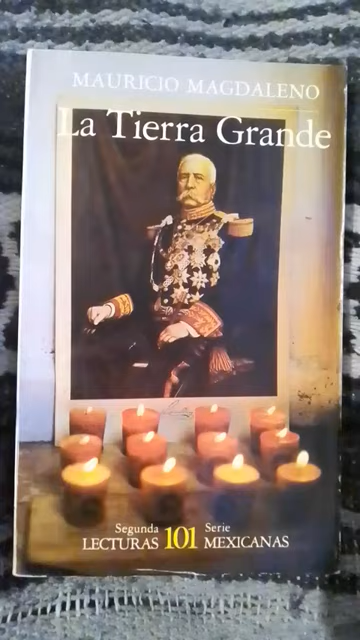 MAURICIO MAGDALENO
La Tierra Grande
Segunda 101 Serie
LECTURAS MEXICANAS